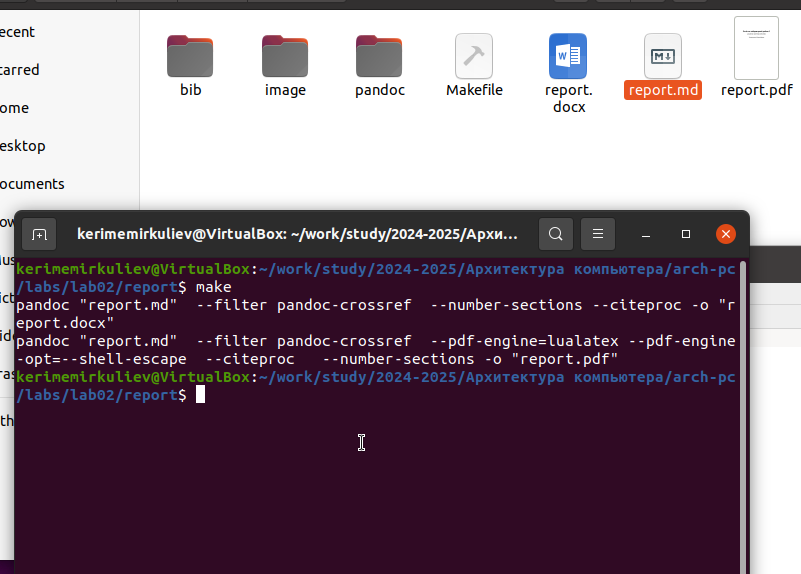 ecent
arred
ome
esktop
ocuments
bib
image
pandoc
Makefile
report.
docx
report.md
report.pdf
kerimemirkuliev@VirtualBox: ~/work/study/2024-2025/Архи...
kerimemirkuliev@VirtualBox:~/work/study/2024-2025/Архитектура компьютера/arch-pc
/labs/lab02/report$ make
pandoc "report.md"  --filter pandoc-crossref  --number-sections --citeproc -o "r
eport.docx"
pandoc "report.md"  --filter pandoc-crossref  --pdf-engine=lualatex --pdf-engine
-opt=--shell-escape  --citeproc   --number-sections -o "report.pdf"
kerimemirkuliev@VirtualBox:~/work/study/2024-2025/Архитектура компьютера/arch-pc
/labs/lab02/report$